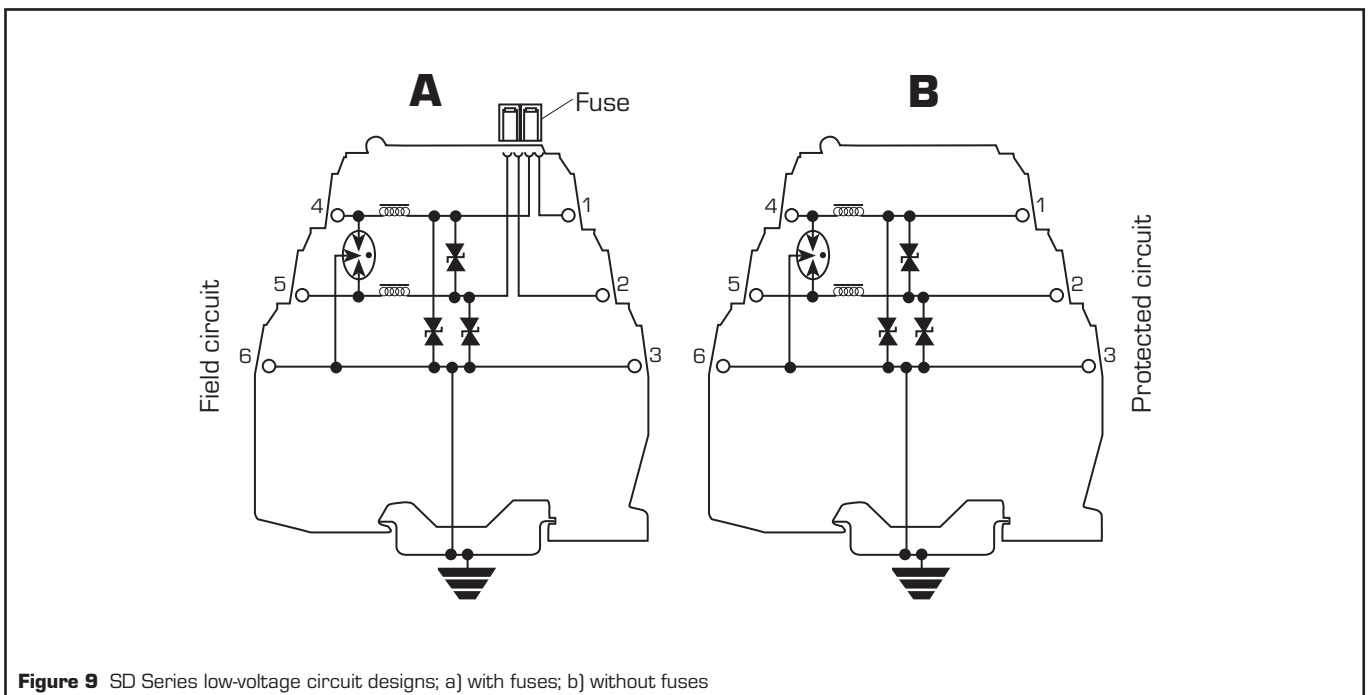 A
B
Fuse
4
1
4
1
5
2
5
2
6
3
6
3
Field circuit
Protected circuit
Figure 9 SD Series low-voltage circuit designs; a) with fuses; b) without fuses